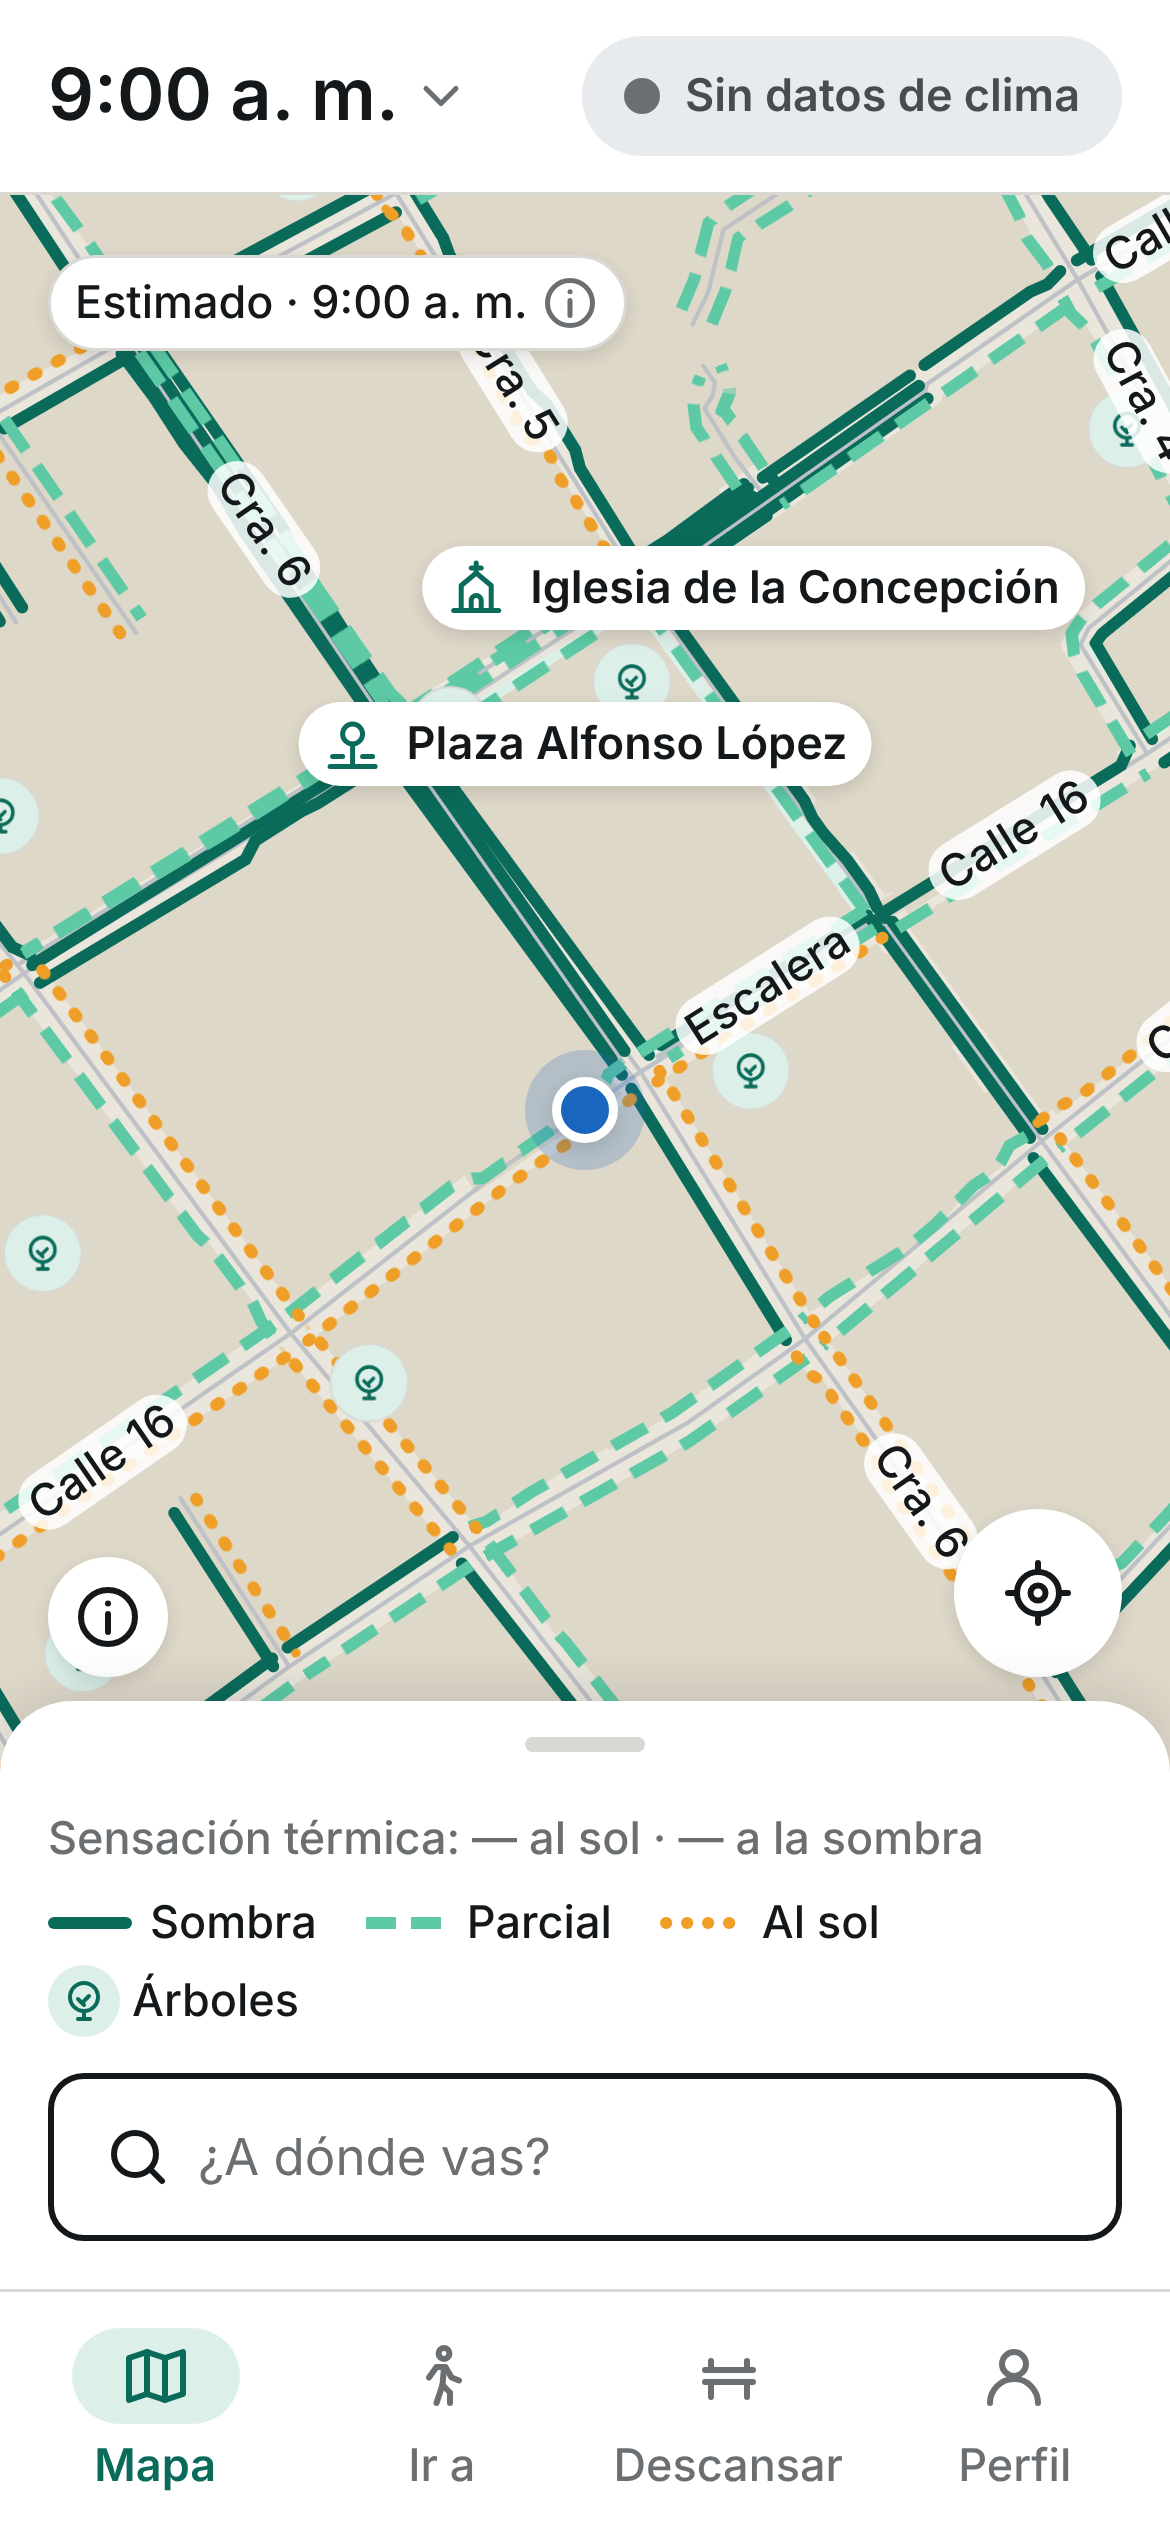 9:00 a. m.
Sin datos de clima
Estimado · 9:00 a. m.
Cra. 5
Cra. 6
Cra. 4
Iglesia de la Concepción
Plaza Alfonso López
Calle 16
Escalera
Calle 16
Cra. 6
Sensación térmica: — al sol · — a la sombra
Sombra Parcial Al sol
Árboles
¿A dónde vas?
Mapa Ir a Descansar Perfil